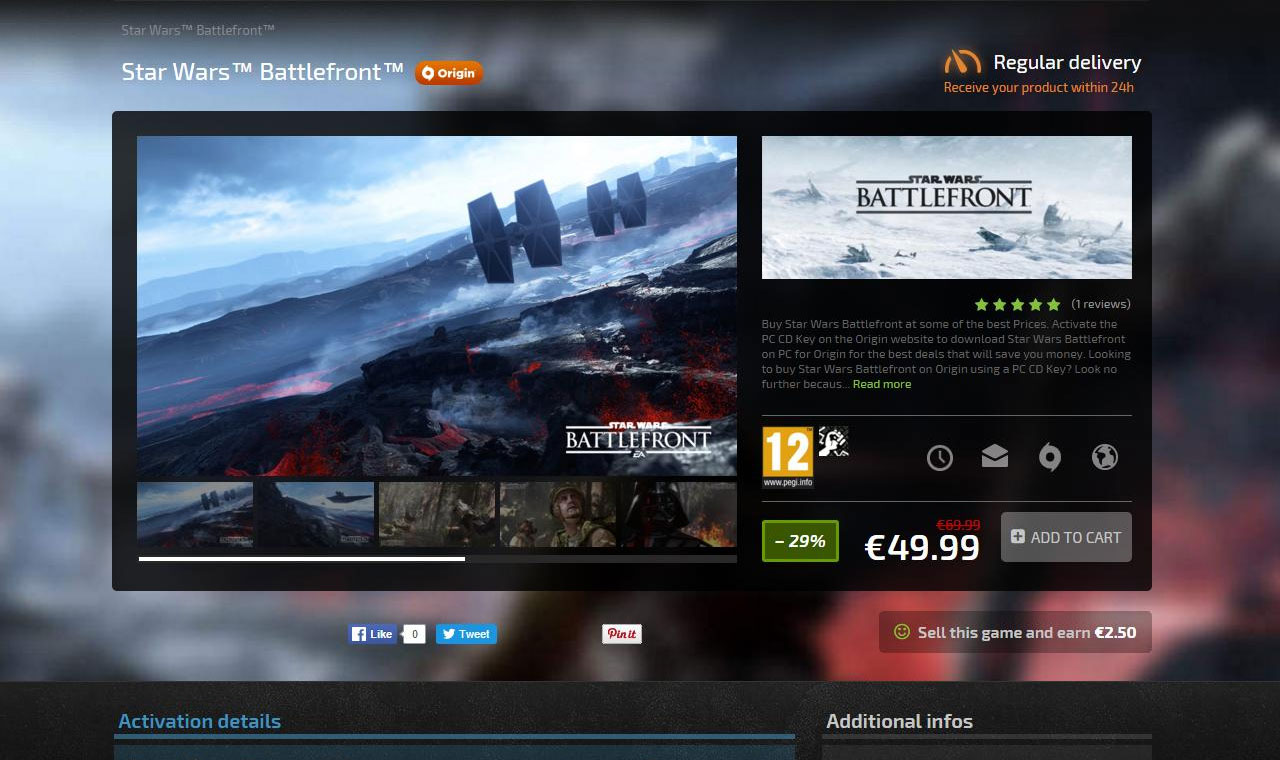 Star Wars™ Battlefront™
Star Wars™ Battlefront™
Origin
Regular delivery
Receive your product within 24h
STAR WARS
BATTLEFRONT
EA
STAR WARS
BATTLEFRONT
(1 reviews)
Buy Star Wars Battlefront at some of the best Prices. Activate the
PC CD Key on the Origin website to download Star Wars Battlefront
on PC for Origin for the best deals that will save you money. Looking
to buy Star Wars Battlefront on Origin using a PC CD Key? Look no
further becaus... Read more
12
www.pegi.info
– 29%
€69.99
€49.99
ADD TO CART
Like
0
Tweet
Pin it
Sell this game and earn €2.50
Activation details
Additional infos